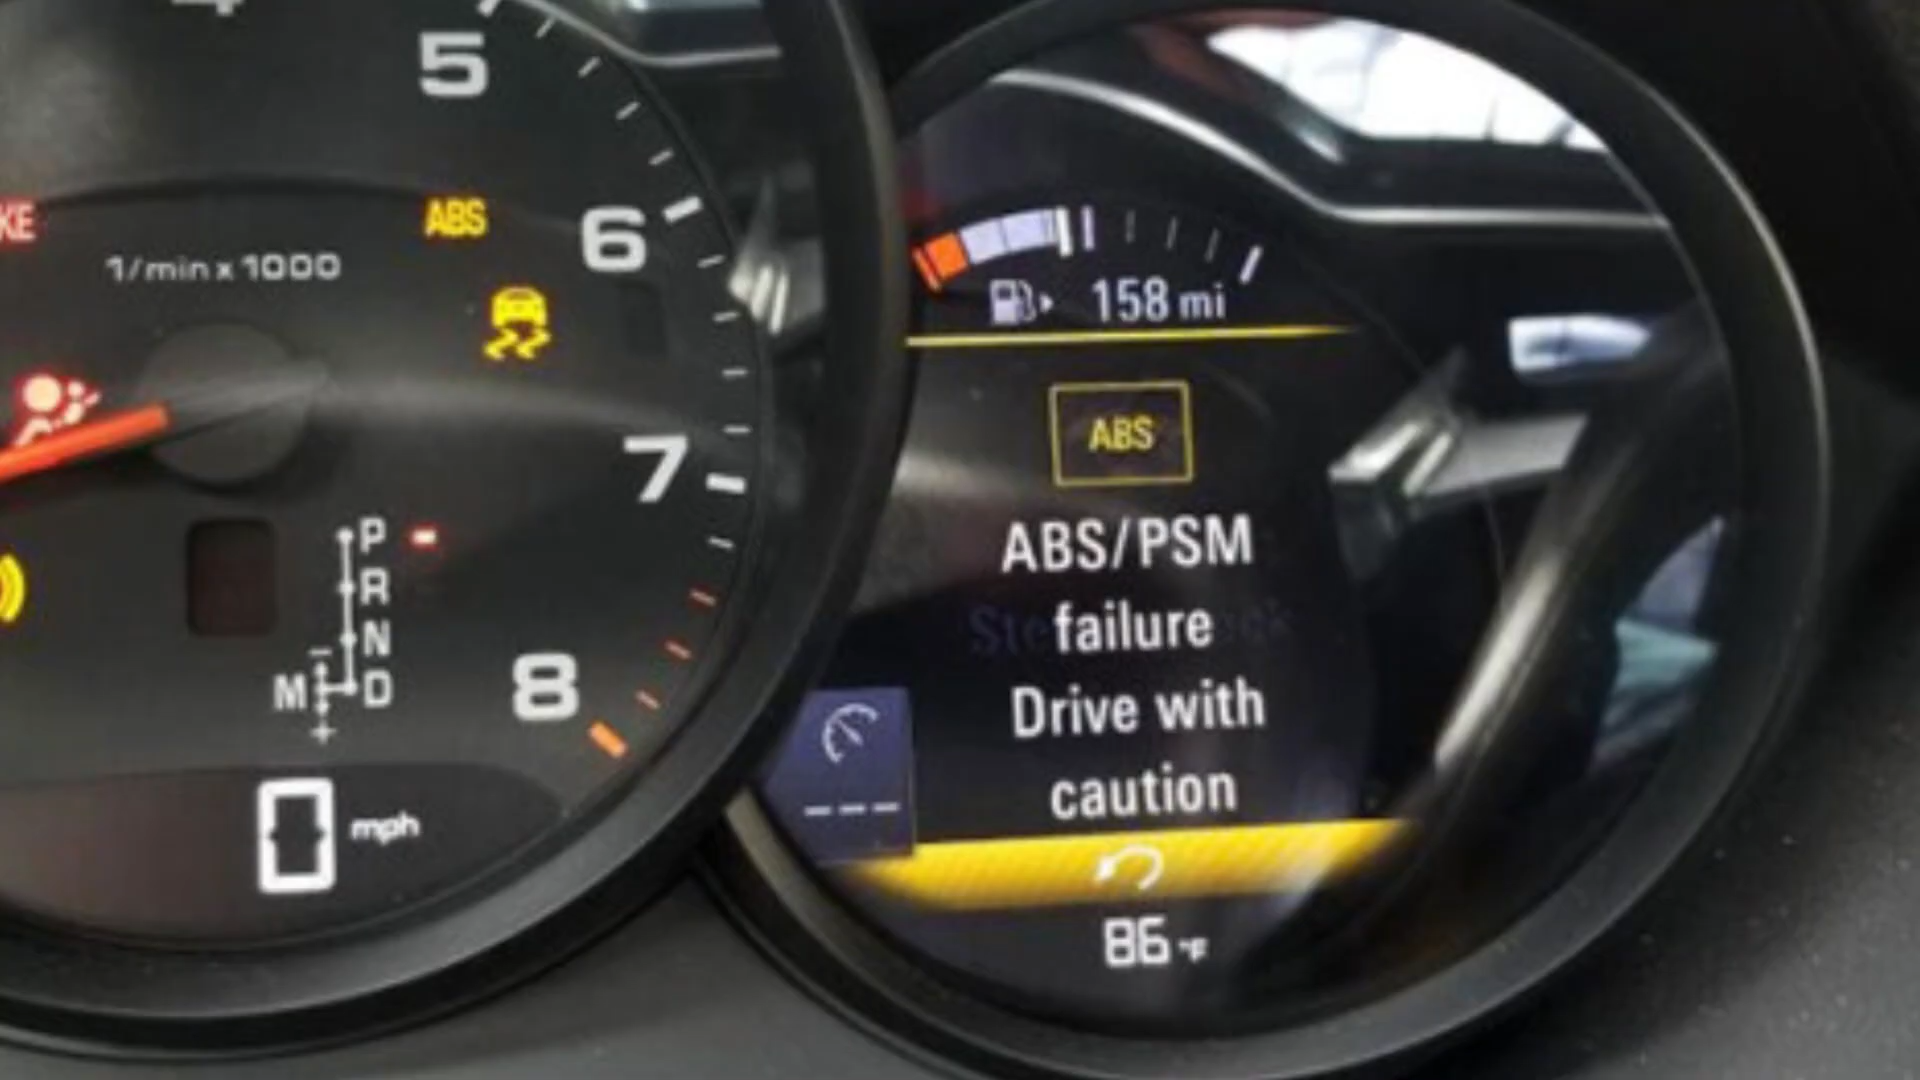 5
6
7
8
KE
ABS
1/min x 1000
P
R
N
M D
-
+
mph
158 mi
ABS
ABS/PSM
failure
Drive with
caution
---
86 °F